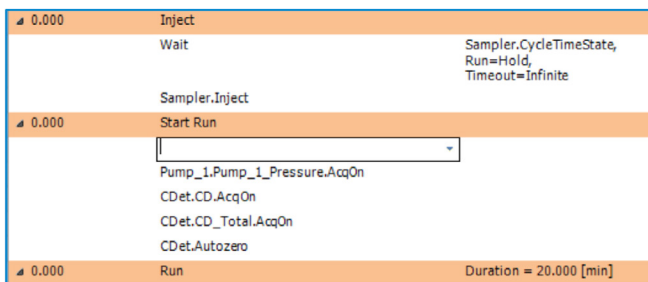 0.000 Inject
Wait Sampler.CycleTimeState,
Run=Hold,
Timeout=Infinite
Sampler.Inject
0.000 Start Run
Pump_1.Pump_1_Pressure.AcqOn
CDet.CD.AcqOn
CDet.CD_Total.AcqOn
CDet.Autozero
0.000 Run Duration = 20.000 [min]